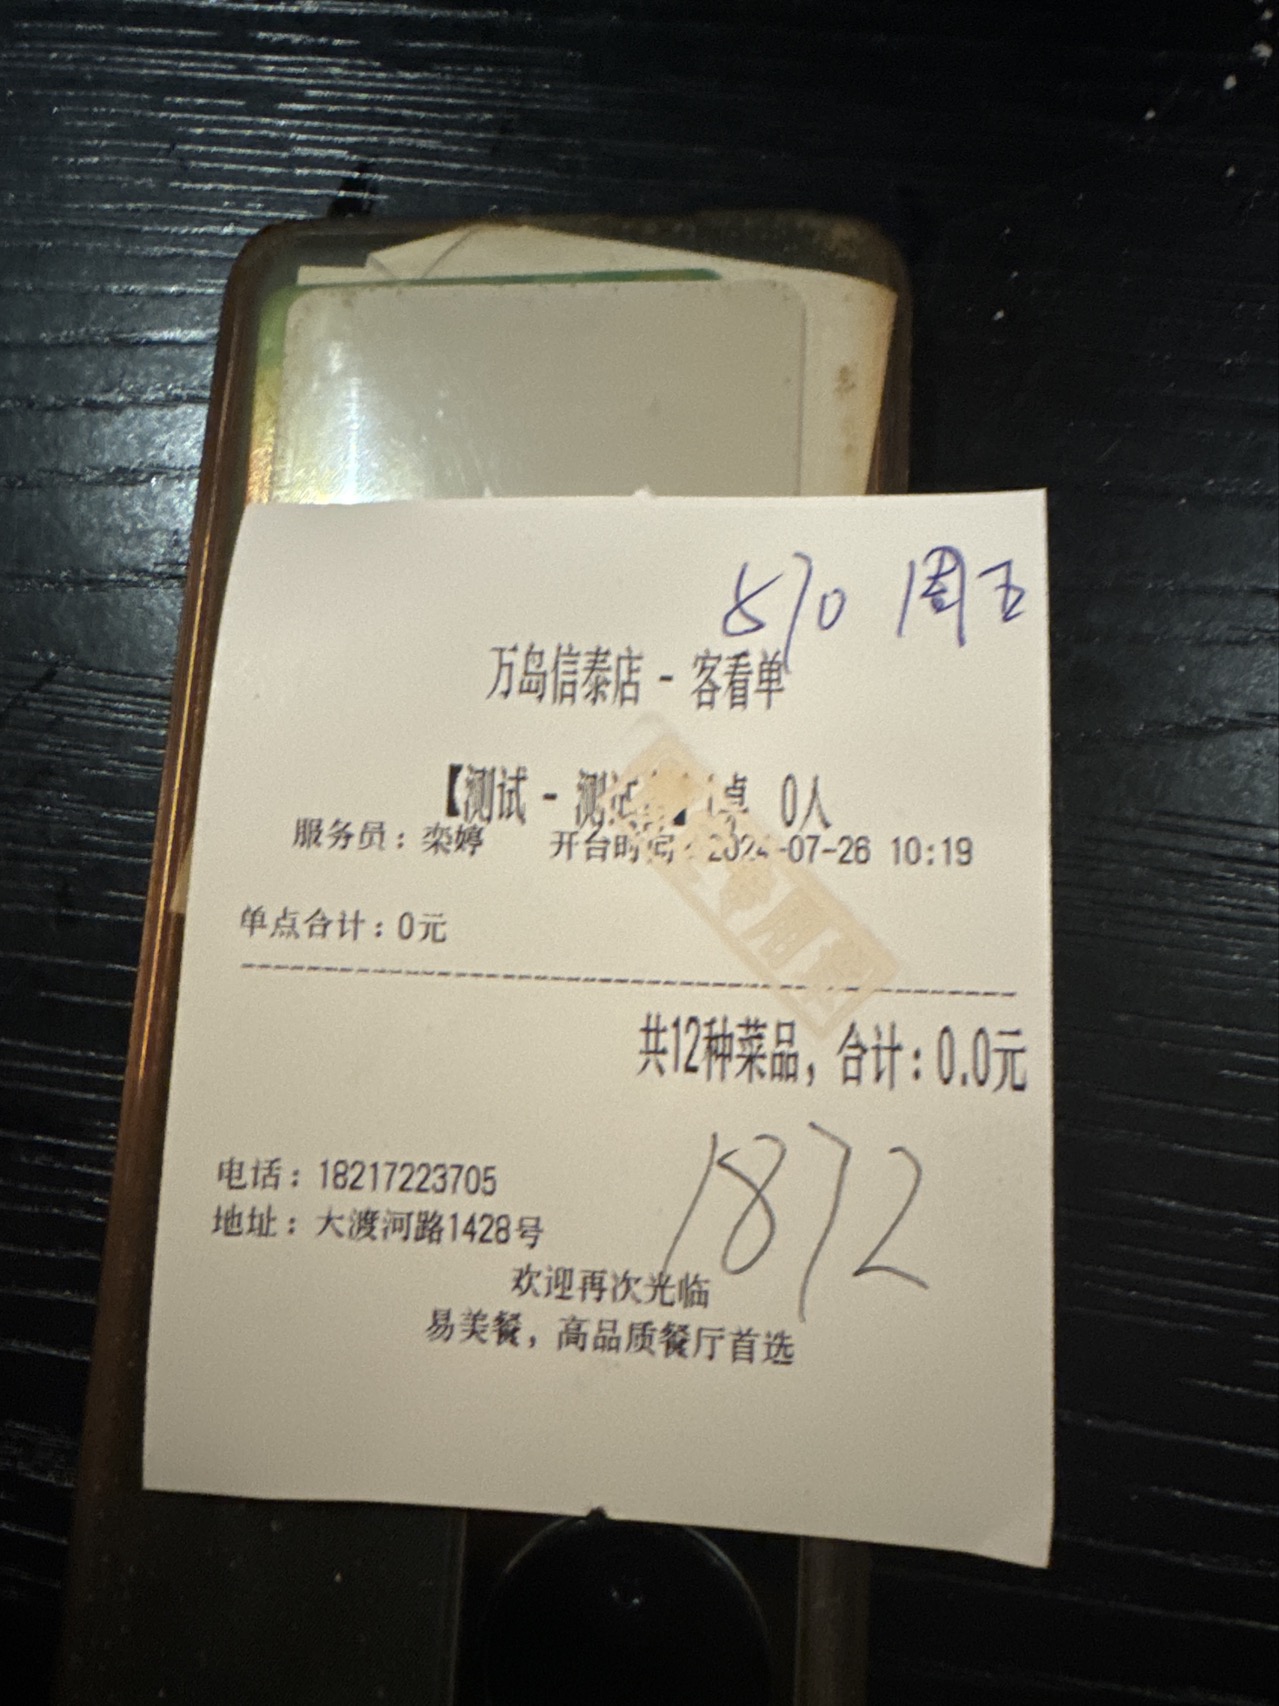 870 周五
万岛信泰店 - 客看单
【测试 - 测试 点 0人
服务员：栾婷 开台时间：2024-07-26 10:19
单点合计：0元
共12种菜品，合计：0.0元
1872
电话：18217223705
地址：大渡河路1428号
欢迎再次光临
易美餐，高品质餐厅首选